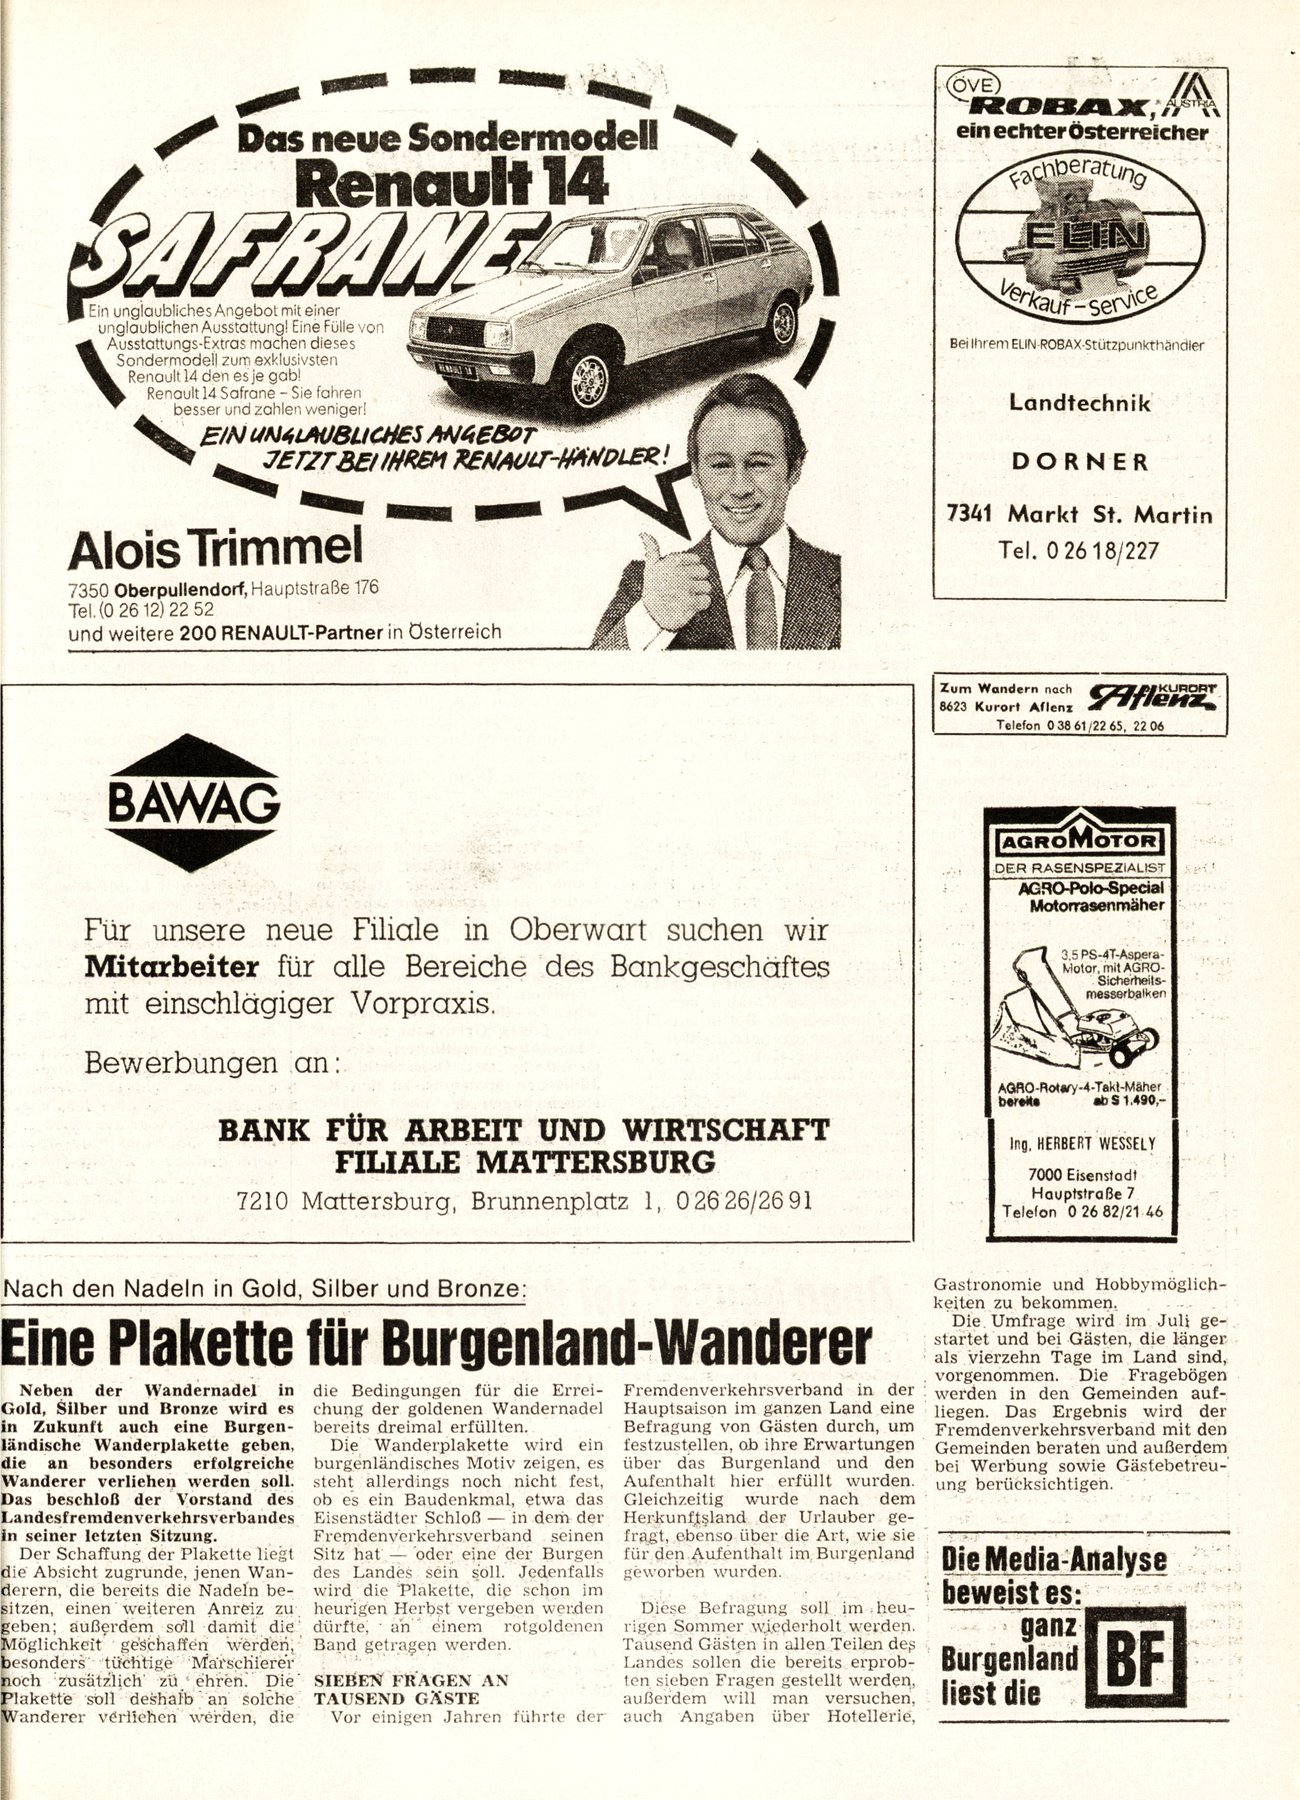 Das neue Sondermodell
Renault 14
SAFRANE
Ein unglaubliches Angebot mit einer
unglaublichen Ausstattung! Eine Fülle von
Ausstattungs-Extras machen dieses
Sondermodell zum exklusivsten
Renault 14 den es je gab!
Renault 14 Safrane – Sie fahren
besser und zahlen weniger!
EIN UNGLAUBLICHES ANGEBOT
JETZT BEI IHREM RENAULT-HÄNDLER!
RENAULT 14
Alois Trimmel
7350 Oberpullendorf, Hauptstraße 176
Tel. (0 26 12) 22 52
und weitere 200 RENAULT-Partner in Österreich
ÖVE
ROBAX,
AUSTRIA
ein echter Österreicher
Fachberatung
ELIN
Verkauf – Service
Bei Ihrem ELIN-ROBAX-Stützpunkthändler
Landtechnik
DORNER
7341 Markt St. Martin
Tel. 0 26 18/227
Zum Wandern nach
8623 Kurort Aflenz
KURORT
Aflenz
Telefon 0 38 61/22 65, 22 06
BAWAG
Für unsere neue Filiale in Oberwart suchen wir
Mitarbeiter für alle Bereiche des Bankgeschäftes
mit einschlägiger Vorpraxis.
Bewerbungen an:
BANK FÜR ARBEIT UND WIRTSCHAFT
FILIALE MATTERSBURG
7210 Mattersburg, Brunnenplatz 1, 0 26 26/26 91
AGROMOTOR
DER RASENSPEZIALIST
AGRO-Polo-Special
Motorrasenmäher
3,5 PS-4T-Aspera-
Motor, mit AGRO-
Sicherheits-
messerbalken
AGRO-Rotary-4-Takt-Mäher
bereits ab S 1.490,–
Ing. HERBERT WESSELY
7000 Eisenstadt
Hauptstraße 7
Telefon 0 26 82/21 46
Nach den Nadeln in Gold, Silber und Bronze:
Eine Plakette für Burgenland-Wanderer
Neben der Wandernadel in
Gold, Silber und Bronze wird es
in Zukunft auch eine Burgen-
ländische Wanderplakette geben,
die an besonders erfolgreiche
Wanderer verliehen werden soll.
Das beschloß der Vorstand des
Landesfremdenverkehrsverbandes
in seiner letzten Sitzung.
Der Schaffung der Plakette liegt
die Absicht zugrunde, jenen Wan-
derern, die bereits die Nadeln be-
sitzen, einen weiteren Anreiz zu
geben; außerdem soll damit die
Möglichkeit geschaffen werden,
besonders tüchtige Marschierer
noch zusätzlich zu ehren. Die
Plakette soll deshalb an solche
Wanderer verliehen werden, die
die Bedingungen für die Errei-
chung der goldenen Wandernadel
bereits dreimal erfüllten.
Die Wanderplakette wird ein
burgenländisches Motiv zeigen, es
steht allerdings noch nicht fest,
ob es ein Baudenkmal, etwa das
Eisenstädter Schloß — in dem der
Fremdenverkehrsverband seinen
Sitz hat — oder eine der Burgen
des Landes sein soll. Jedenfalls
wird die Plakette, die schon im
heurigen Herbst vergeben werden
dürfte, an einem rotgoldenen
Band getragen werden.
SIEBEN FRAGEN AN
TAUSEND GÄSTE
Vor einigen Jahren führte der
Fremdenverkehrsverband in der
Hauptsaison im ganzen Land eine
Befragung von Gästen durch, um
festzustellen, ob ihre Erwartungen
über das Burgenland und den
Aufenthalt hier erfüllt wurden.
Gleichzeitig wurde nach dem
Herkunftsland der Urlauber ge-
fragt, ebenso über die Art, wie sie
für den Aufenthalt im Burgenland
geworben wurden.
Diese Befragung soll im heu-
rigen Sommer wiederholt werden.
Tausend Gästen in allen Teilen des
Landes sollen die bereits erprob-
ten sieben Fragen gestellt werden,
außerdem will man versuchen,
auch Angaben über Hotellerie,
Gastronomie und Hobbymöglich-
keiten zu bekommen.
Die Umfrage wird im Juli ge-
startet und bei Gästen, die länger
als vierzehn Tage im Land sind,
vorgenommen. Die Fragebögen
werden in den Gemeinden auf-
liegen. Das Ergebnis wird der
Fremdenverkehrsverband mit den
Gemeinden beraten und außerdem
bei Werbung sowie Gästebetreu-
ung berücksichtigen.
Die Media-Analyse
beweist es:
ganz
Burgenland
liest die
BF